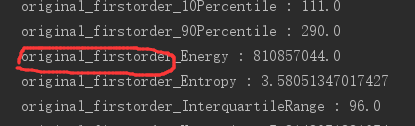 original_firstorder_10Percentile : 111.0
original_firstorder_90Percentile : 290.0
original_firstorder_Energy : 810857044.0
original_firstorder_Entropy : 3.58051347017427
original_firstorder_InterquartileRange : 96.0